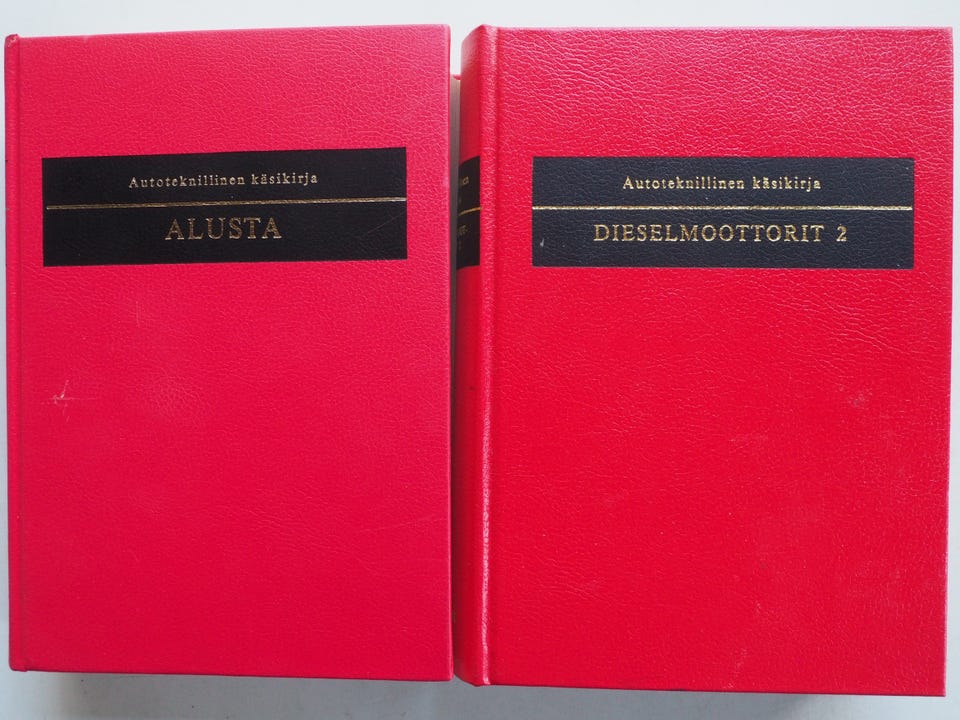 Autoteknillinen käsikirja
ALUSTA
Autoteknillinen käsikirja
DIESELMOOTTORIT 2